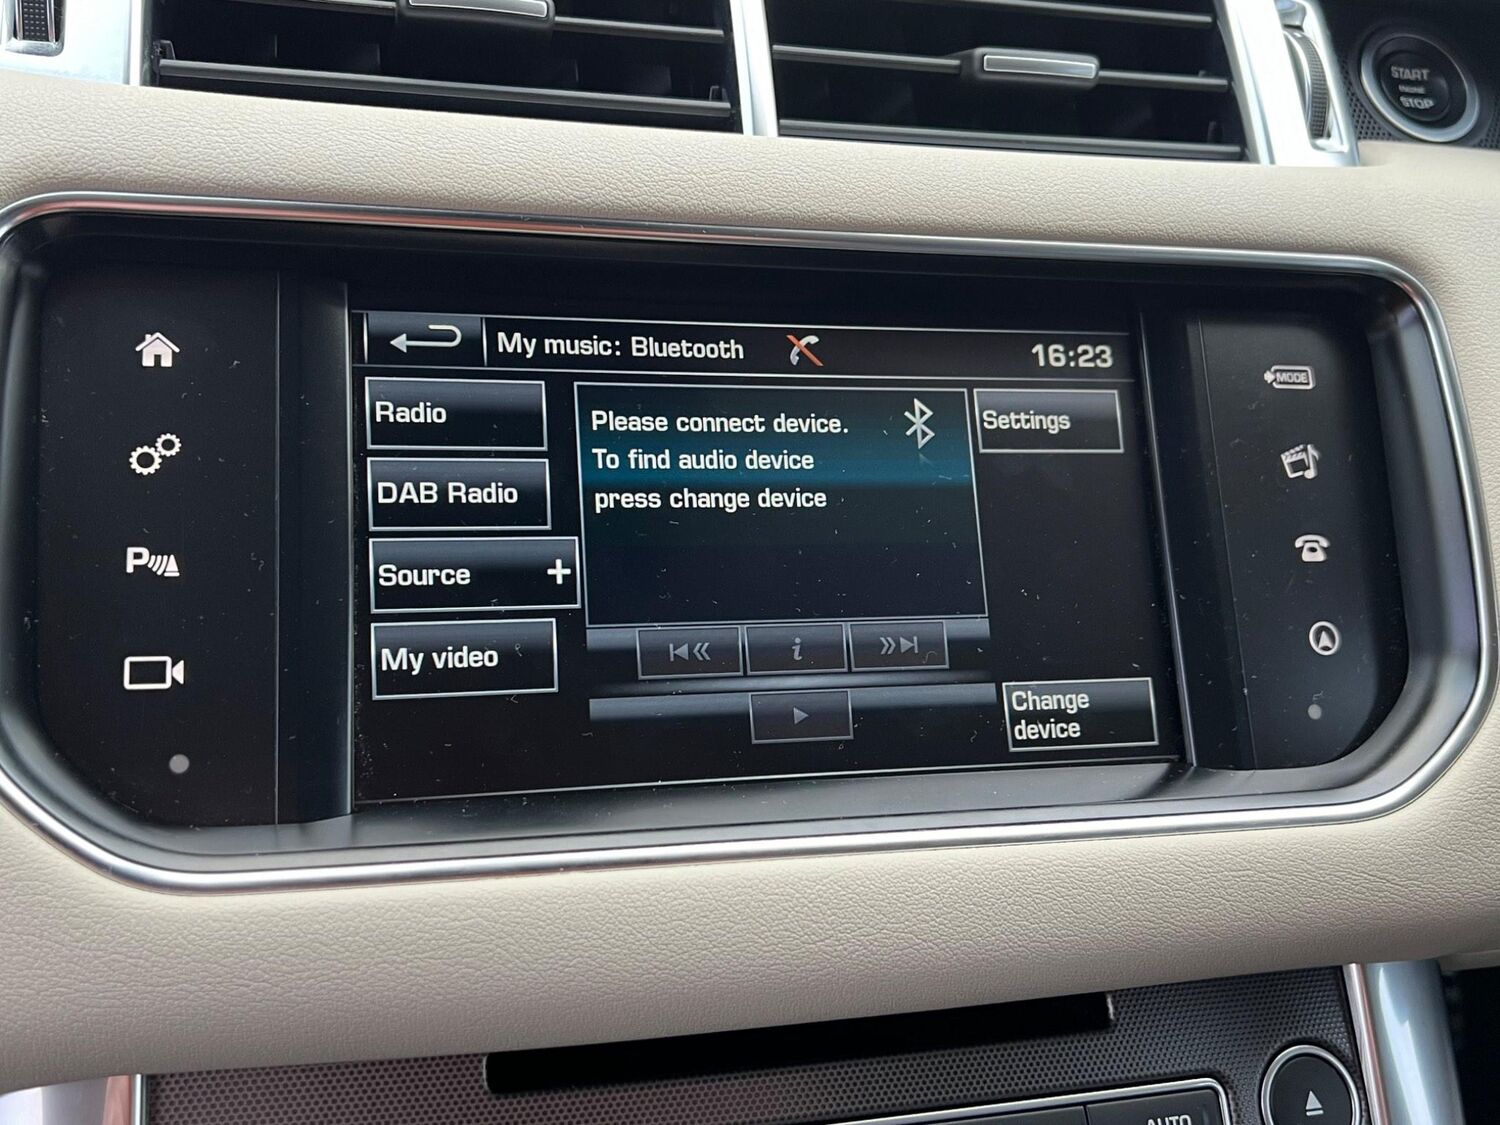 START
ENGINE
STOP
My music: Bluetooth
16:23
Radio
DAB Radio
Source +
My video
Please connect device.
To find audio device
press change device
Settings
i
Change
device
P
MODE
AUTO